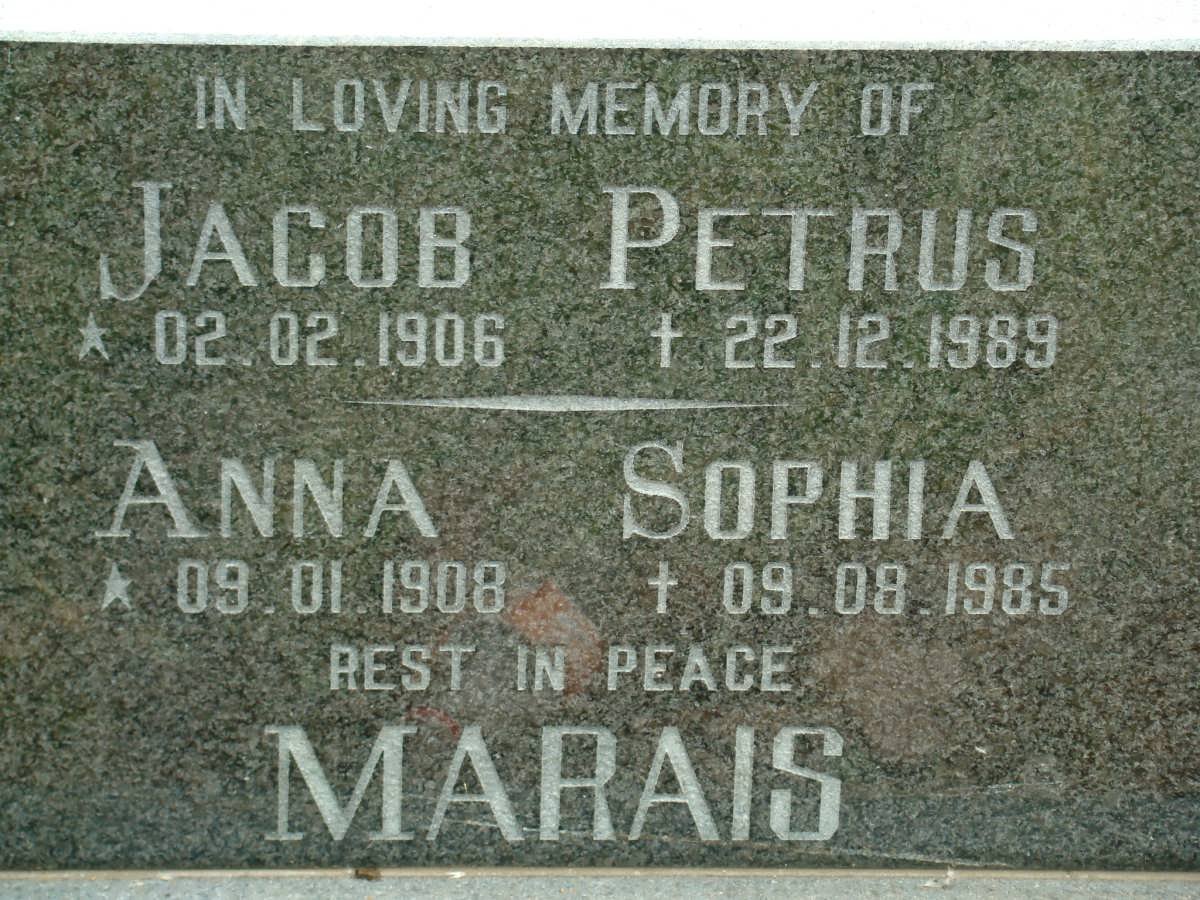 IN LOVING MEMORY OF
JACOB PETRUS
★ 02.02.1906 † 22.12.1989
ANNA SOPHIA
★ 09.01.1908 † 09.08.1985
REST IN PEACE
MARAIS